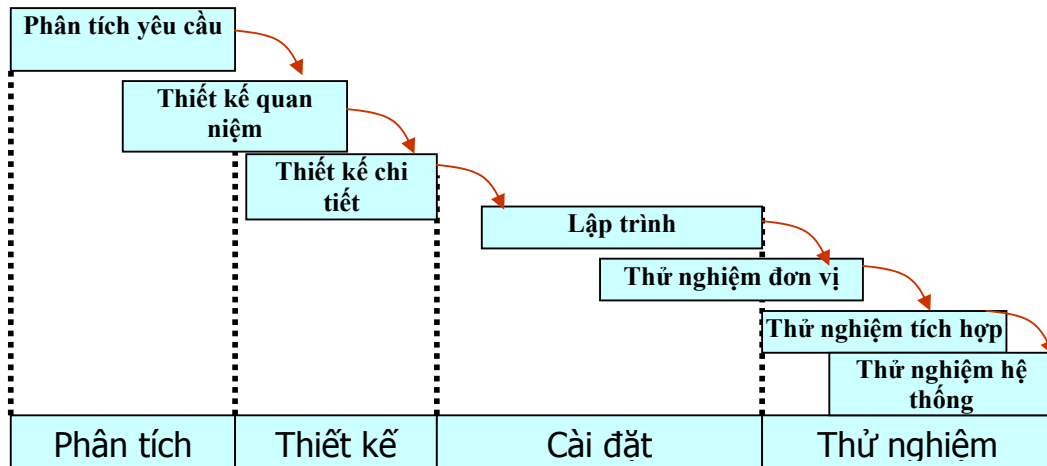 Phân tích yêu cầu
Thiết kế quan
niệm
Thiết kế chi
tiết
Lập trình
Thử nghiệm đơn vị
Thử nghiệm tích hợp
Thử nghiệm hệ
thống
Phân tích
Thiết kế
Cài đặt
Thử nghiệm